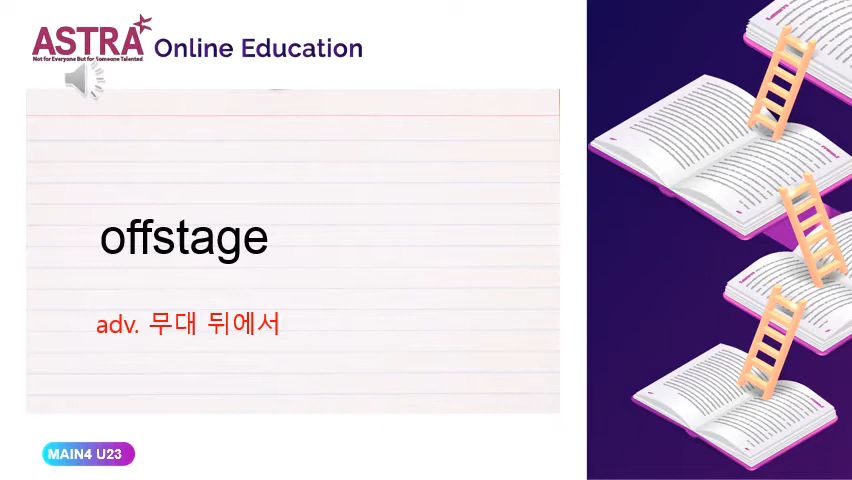 ASTRA Online Education
Not for Everyone But for Someone Talented
offstage
adv. 무대 뒤에서
MAIN4 U23